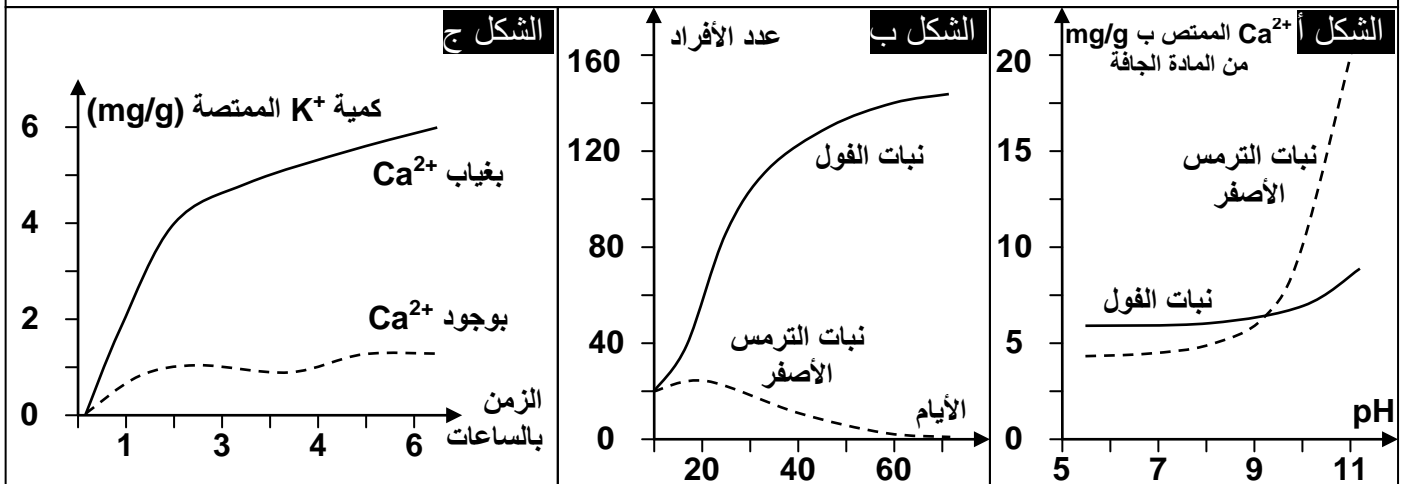 الشكل أ
Ca²⁺ الممتص ب mg/g
من المادة الجافة
20
15
10
5
0
نبات الترمس
الأصفر
نبات الفول
pH
5 7 9 11
الشكل ب
عدد الأفراد
160
120
80
40
0
نبات الفول
نبات الترمس
الأصفر
الأيام
20 40 60
الشكل ج
كمية K⁺ الممتصة (mg/g)
6
4
2
0
بغياب Ca²⁺
بوجود Ca²⁺
الزمن
بالساعات
1 3 4 6